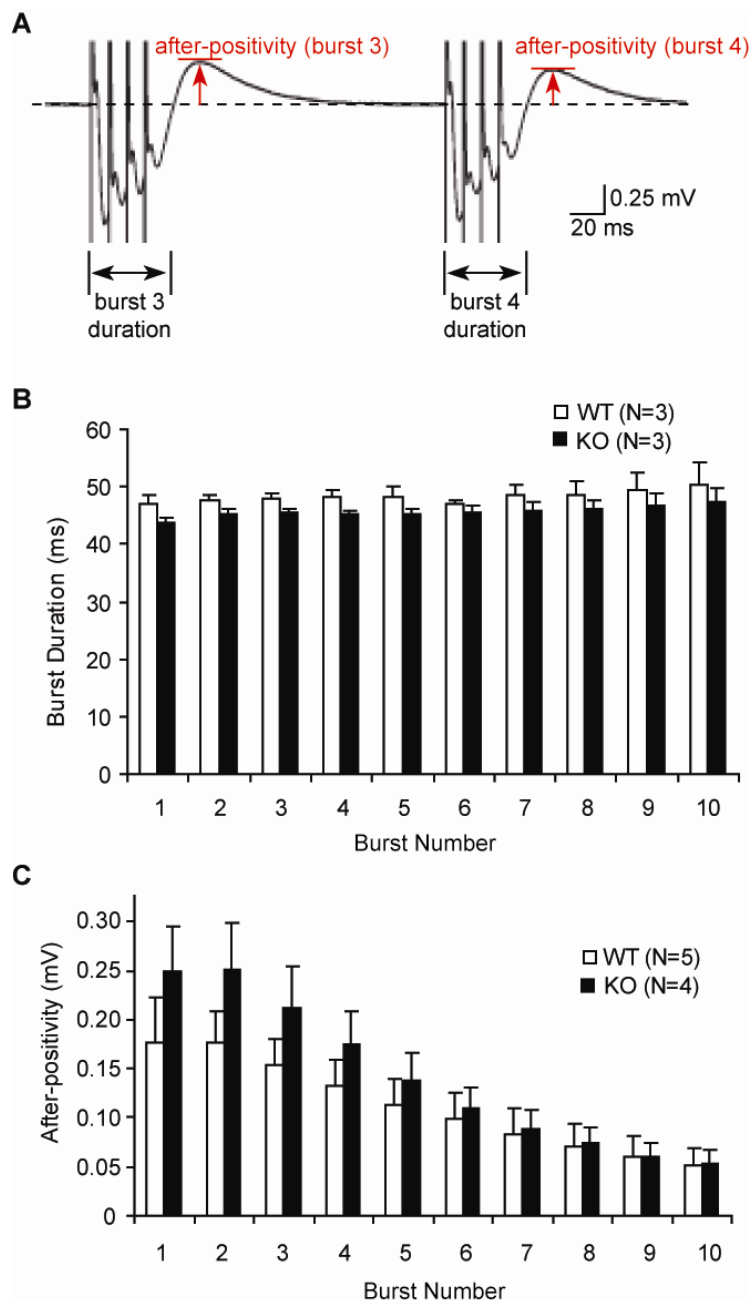 A
after-positivity (burst 3)
after-positivity (burst 4)
0.25 mV
20 ms
burst 3
duration
burst 4
duration
B
WT (N=3)
KO (N=3)
60
50
40
30
20
10
0
Burst Duration (ms)
1 2 3 4 5 6 7 8 9 10
Burst Number
C
WT (N=5)
KO (N=4)
0.30
0.25
0.20
0.15
0.10
0.05
0
After-positivity (mV)
1 2 3 4 5 6 7 8 9 10
Burst Number